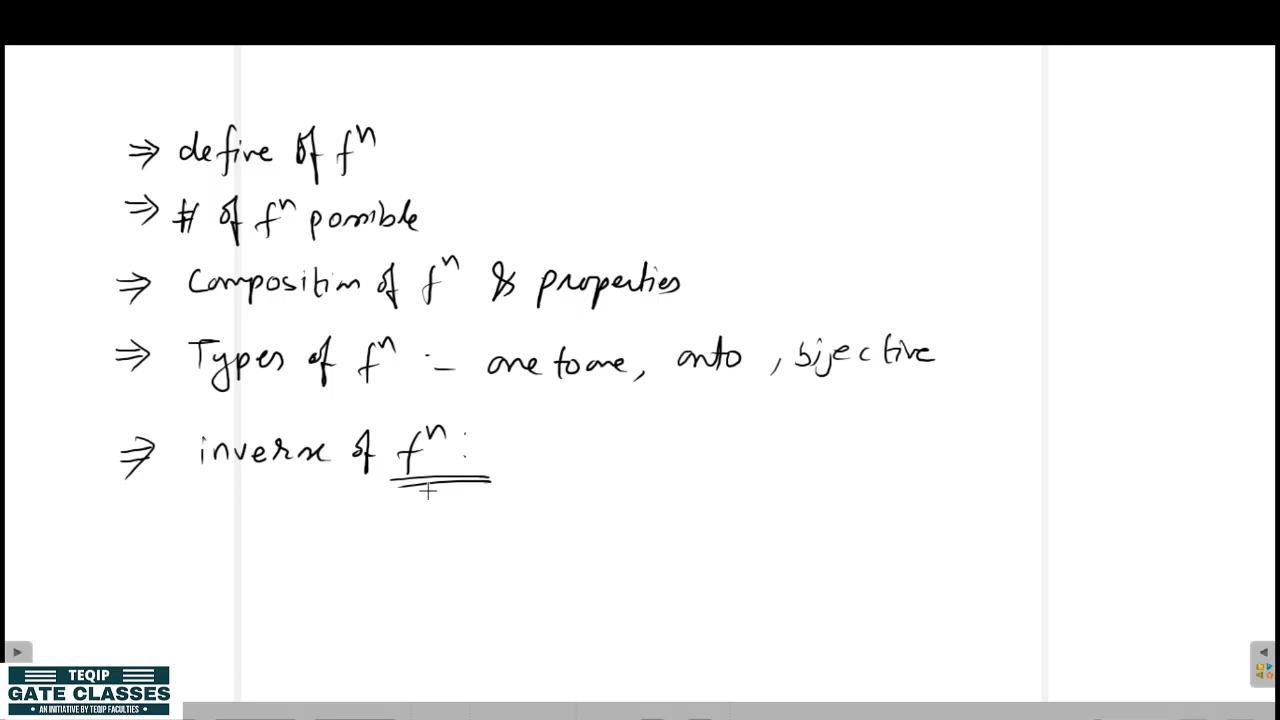 ⇒ define of fⁿ
⇒ # of fⁿ possible
⇒ Composition of fⁿ & properties
⇒ Types of fⁿ :- one to one, onto, bijective
⇒ inverse of fⁿ :
TEQIP
GATE CLASSES
• AN INITIATIVE BY TEQIP FACULTIES •